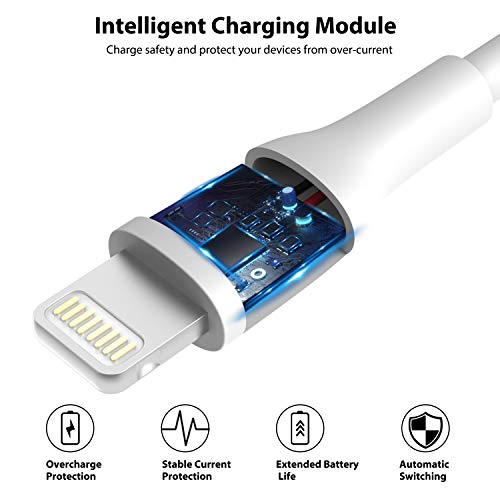 Intelligent Charging Module
Charge safety and protect your devices from over-current
Overcharge
Protection
Stable Current
Protection
Extended Battery
Life
Automatic
Switching